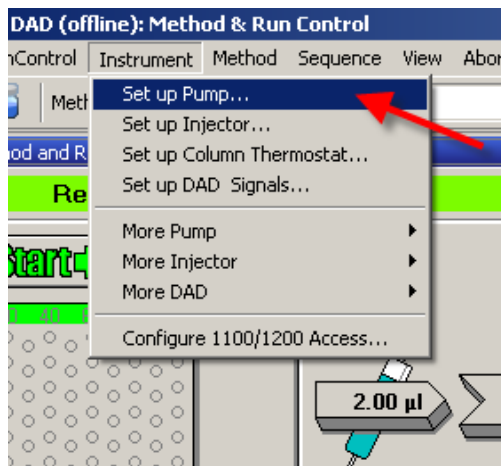 DAD (offline): Method & Run Control
nControl Instrument Method Sequence View Abor
Meth
Set up Pump...
Set up Injector...
nod and R
Set up Column Thermostat...
Re
Set up DAD Signals...
More Pump
Start
More Injector
More DAD
40
Configure 1100/1200 Access...
2.00 µl